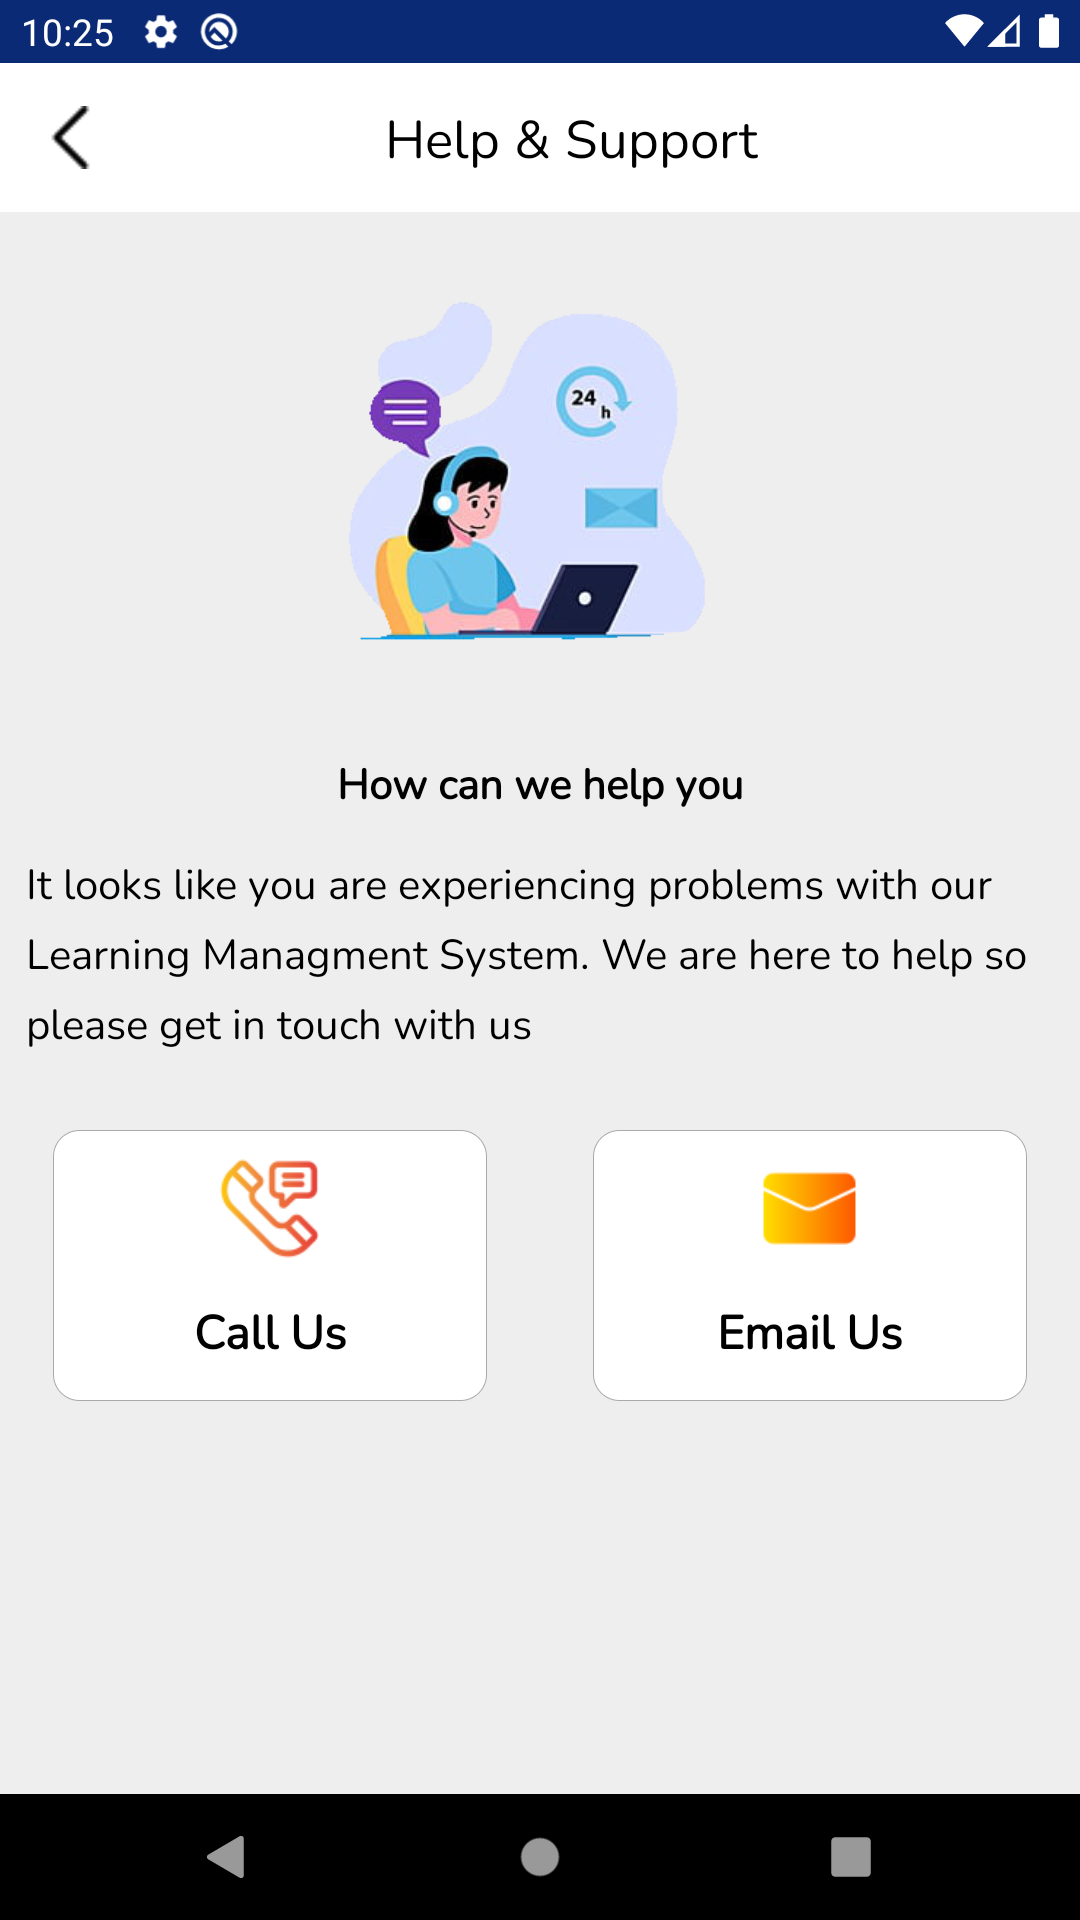 10:25
Help & Support
24
h
How can we help you
It looks like you are experiencing problems with our
Learning Managment System. We are here to help so
please get in touch with us
Call Us
Email Us